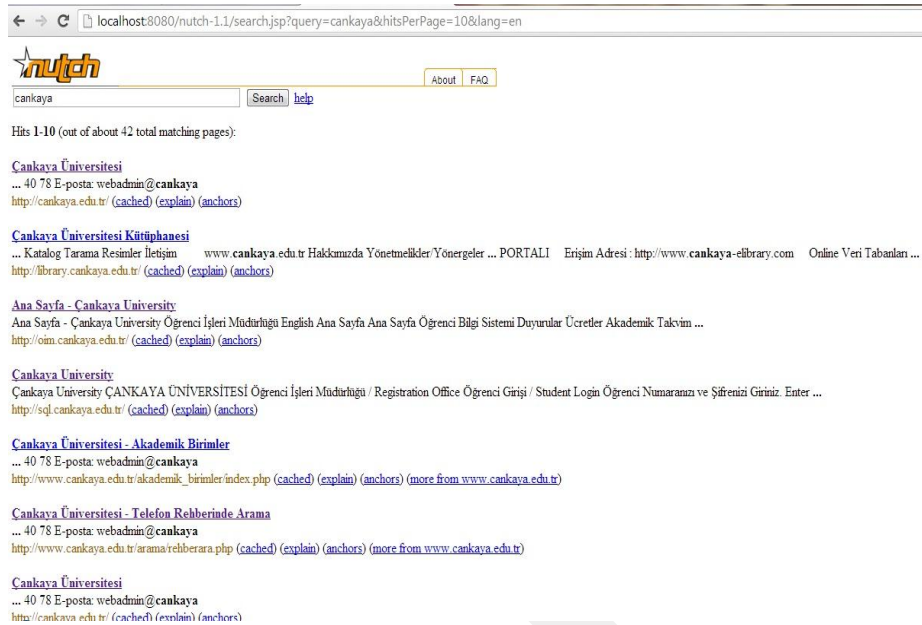 localhost:8080/nutch-1.1/search.jsp?query=cankaya&hitsPerPage=10&lang=en
nutch
About FAQ
cankaya Search help
Hits 1-10 (out of about 42 total matching pages):
Çankaya Üniversitesi
... 40 78 E-posta: webadmin@cankaya
http://cankaya.edu.tr/ (cached) (explain) (anchors)
Çankaya Üniversitesi Kütüphanesi
... Katalog Tarama Resimler İletişim www.cankaya.edu.tr Hakkımızda Yönetmelikler/Yönergeler ... PORTALI Erişim Adresi : http://www.cankaya-elibrary.com Online Veri Tabanları ...
http://library.cankaya.edu.tr/ (cached) (explain) (anchors)
Ana Sayfa - Çankaya University
Ana Sayfa - Çankaya University Öğrenci İşleri Müdürlüğü English Ana Sayfa Ana Sayfa Öğrenci Bilgi Sistemi Duyurular Ücretler Akademik Takvim ...
http://oim.cankaya.edu.tr/ (cached) (explain) (anchors)
Çankaya University
Çankaya University ÇANKAYA ÜNİVERSİTESİ Öğrenci İşleri Müdürlüğü / Registration Office Öğrenci Girişi / Student Login Öğrenci Numaranızı ve Şifrenizi Giriniz. Enter ...
http://sql.cankaya.edu.tr/ (cached) (explain) (anchors)
Çankaya Üniversitesi - Akademik Birimler
... 40 78 E-posta: webadmin@cankaya
http://www.cankaya.edu.tr/akademik_birimler/index.php (cached) (explain) (anchors) (more from www.cankaya.edu.tr)
Çankaya Üniversitesi - Telefon Rehberinde Arama
... 40 78 E-posta: webadmin@cankaya
http://www.cankaya.edu.tr/arama/rehberara.php (cached) (explain) (anchors) (more from www.cankaya.edu.tr)
Çankaya Üniversitesi
... 40 78 E-posta: webadmin@cankaya
http://cankaya.edu.tr/ (cached) (explain) (anchors)